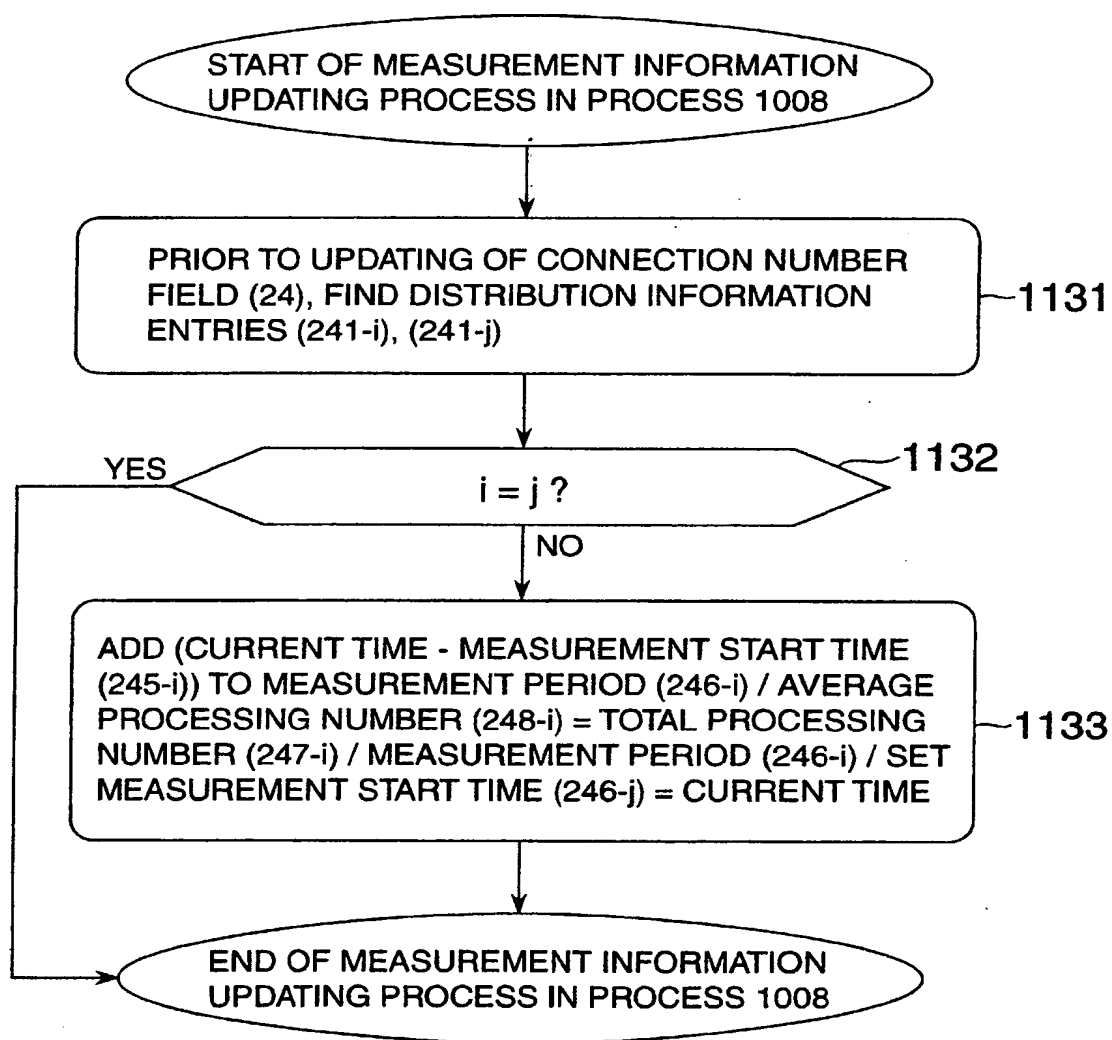 START OF MEASUREMENT INFORMATION
UPDATING PROCESS IN PROCESS 1008
PRIOR TO UPDATING OF CONNECTION NUMBER
FIELD (24), FIND DISTRIBUTION INFORMATION
ENTRIES (241-i), (241-j)
1131
YES
i = j ?
1132
NO
ADD (CURRENT TIME - MEASUREMENT START TIME
(245-i)) TO MEASUREMENT PERIOD (246-i) / AVERAGE
PROCESSING NUMBER (248-i) = TOTAL PROCESSING
NUMBER (247-i) / MEASUREMENT PERIOD (246-i) / SET
MEASUREMENT START TIME (246-j) = CURRENT TIME
1133
END OF MEASUREMENT INFORMATION
UPDATING PROCESS IN PROCESS 1008